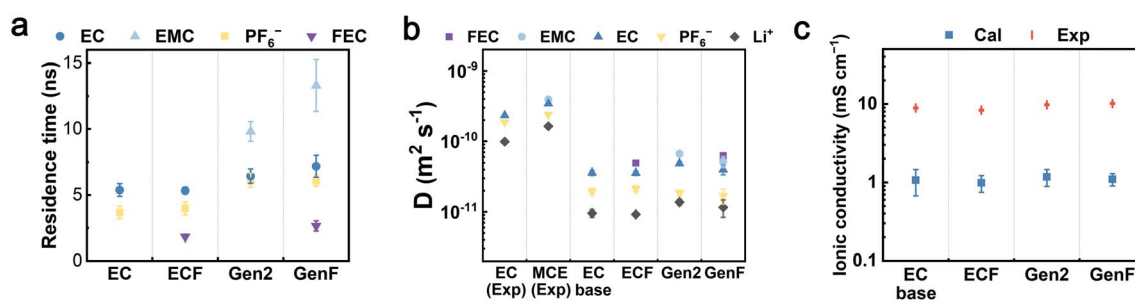 a
EC EMC PF₆⁻ FEC
Residence time (ns)
15
10
5
0
EC ECF Gen2 GenF
b
FEC EMC EC PF₆⁻ Li⁺
D (m² s⁻¹)
10⁻⁹
10⁻¹⁰
10⁻¹¹
EC MCE EC ECF Gen2 GenF
(Exp) (Exp) base
c
Cal Exp
Ionic conductivity (mS cm⁻¹)
100
10
1
0.1
EC ECF Gen2 GenF
base